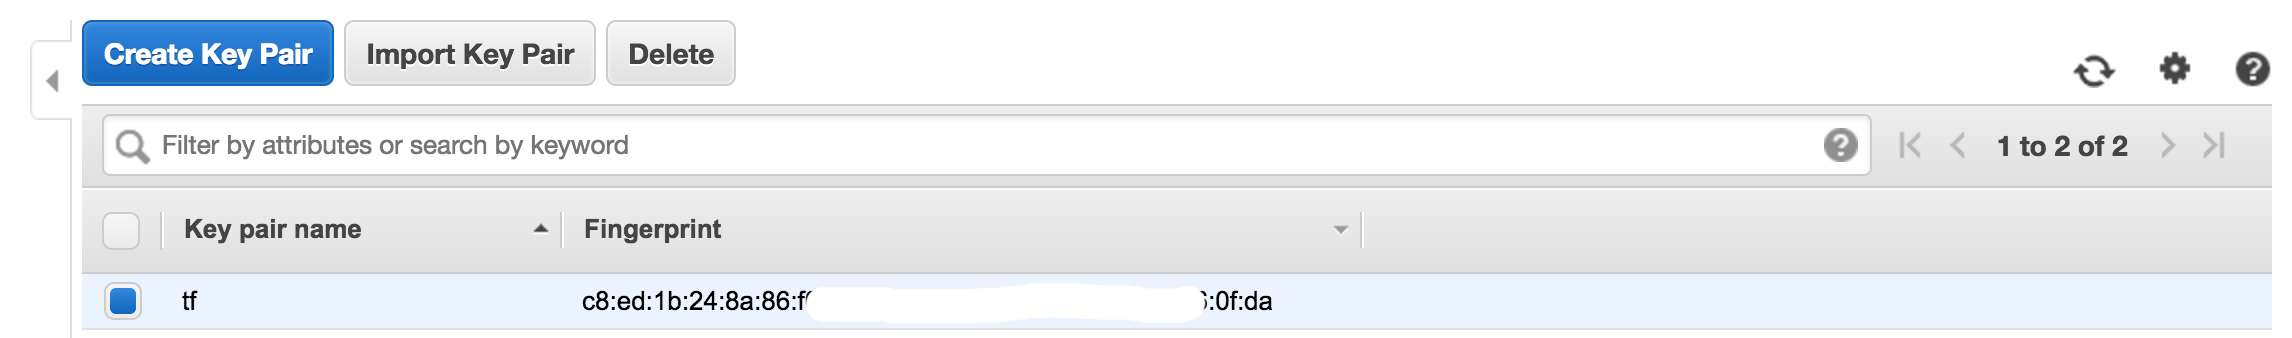 Create Key Pair Import Key Pair Delete
Filter by attributes or search by keyword
1 to 2 of 2
Key pair name Fingerprint
tf c8:ed:1b:24:8a:86:f :0f:da